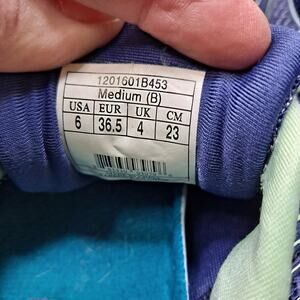 1201601B453
Medium (B)
USA EUR UK CM
6 36.5 4 23